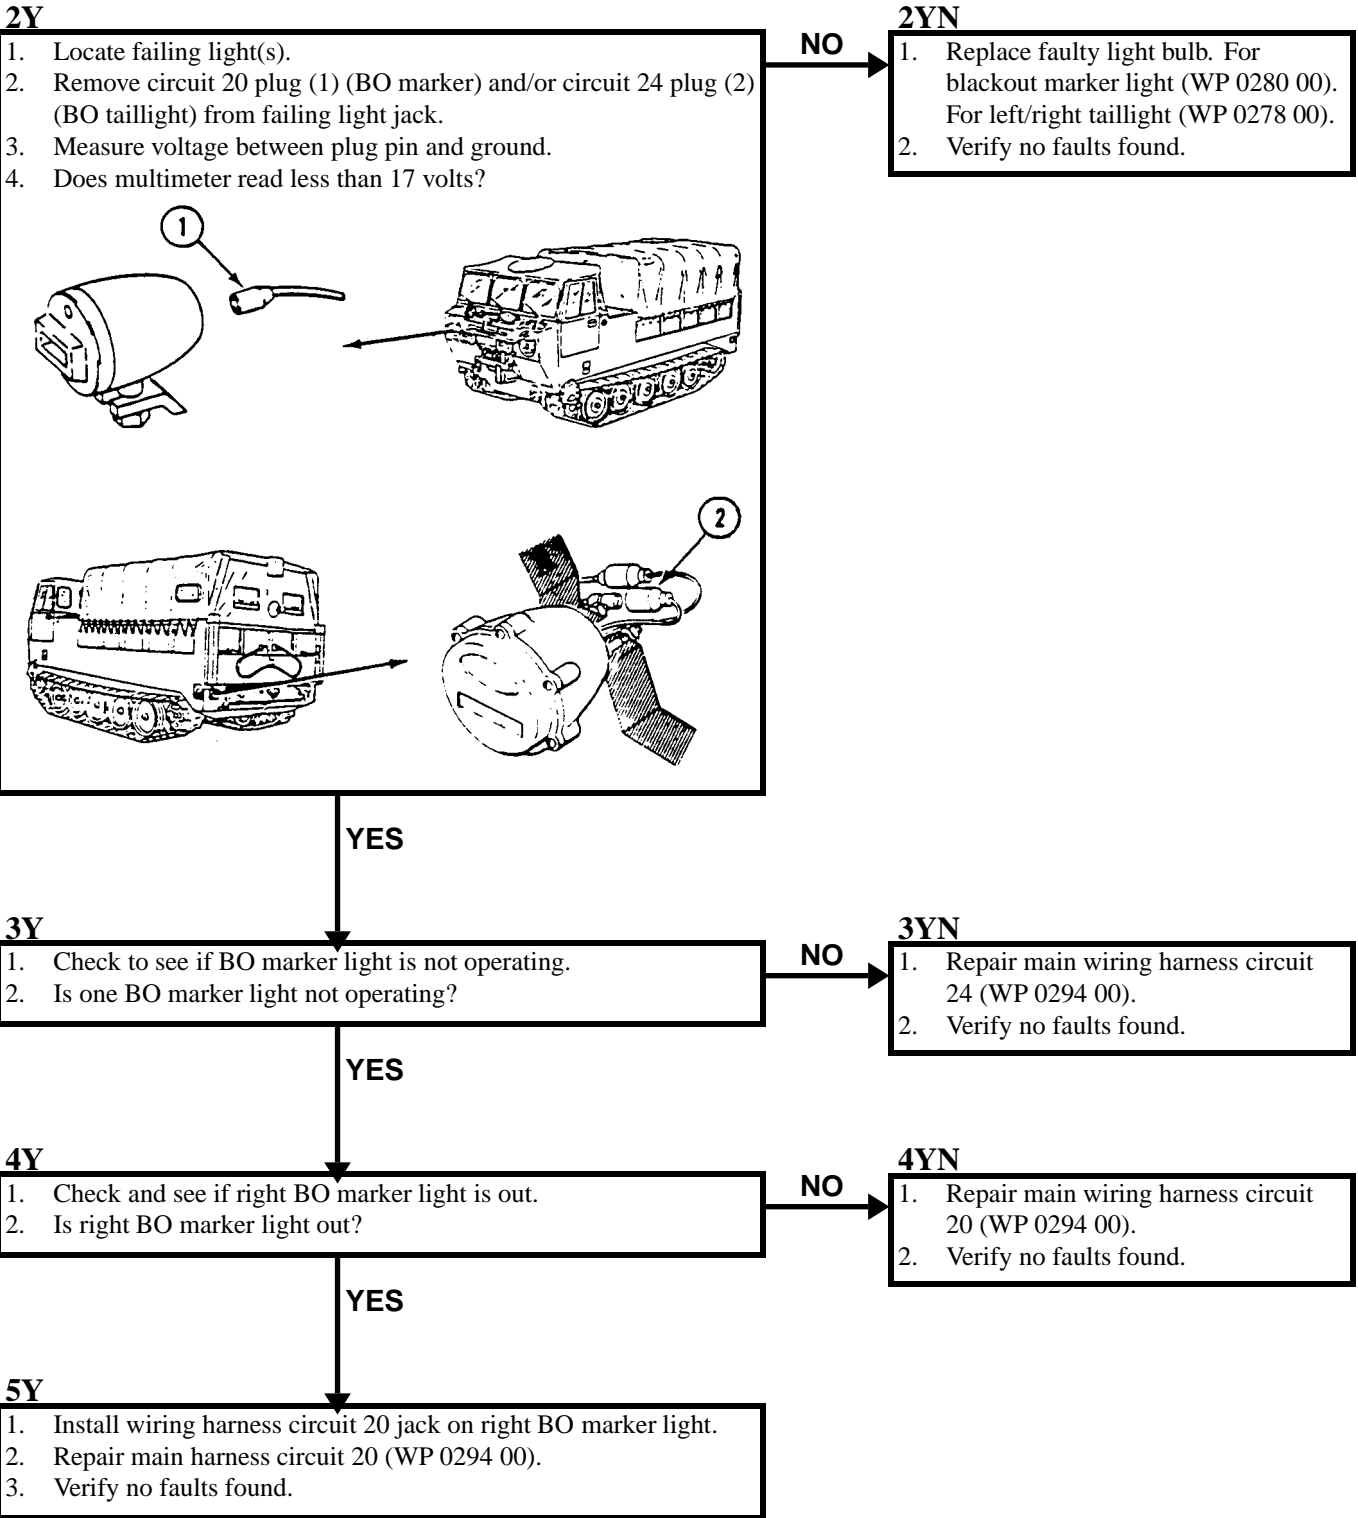 2Y
1. Locate failing light(s).
2. Remove circuit 20 plug (1) (BO marker) and/or circuit 24 plug (2)
(BO taillight) from failing light jack.
3. Measure voltage between plug pin and ground.
4. Does multimeter read less than 17 volts?
1
2
NO
2YN
1. Replace faulty light bulb. For
blackout marker light (WP 0280 00).
For left/right taillight (WP 0278 00).
2. Verify no faults found.
YES
3Y
1. Check to see if BO marker light is not operating.
2. Is one BO marker light not operating?
NO
3YN
1. Repair main wiring harness circuit
24 (WP 0294 00).
2. Verify no faults found.
YES
4Y
1. Check and see if right BO marker light is out.
2. Is right BO marker light out?
NO
4YN
1. Repair main wiring harness circuit
20 (WP 0294 00).
2. Verify no faults found.
YES
5Y
1. Install wiring harness circuit 20 jack on right BO marker light.
2. Repair main harness circuit 20 (WP 0294 00).
3. Verify no faults found.